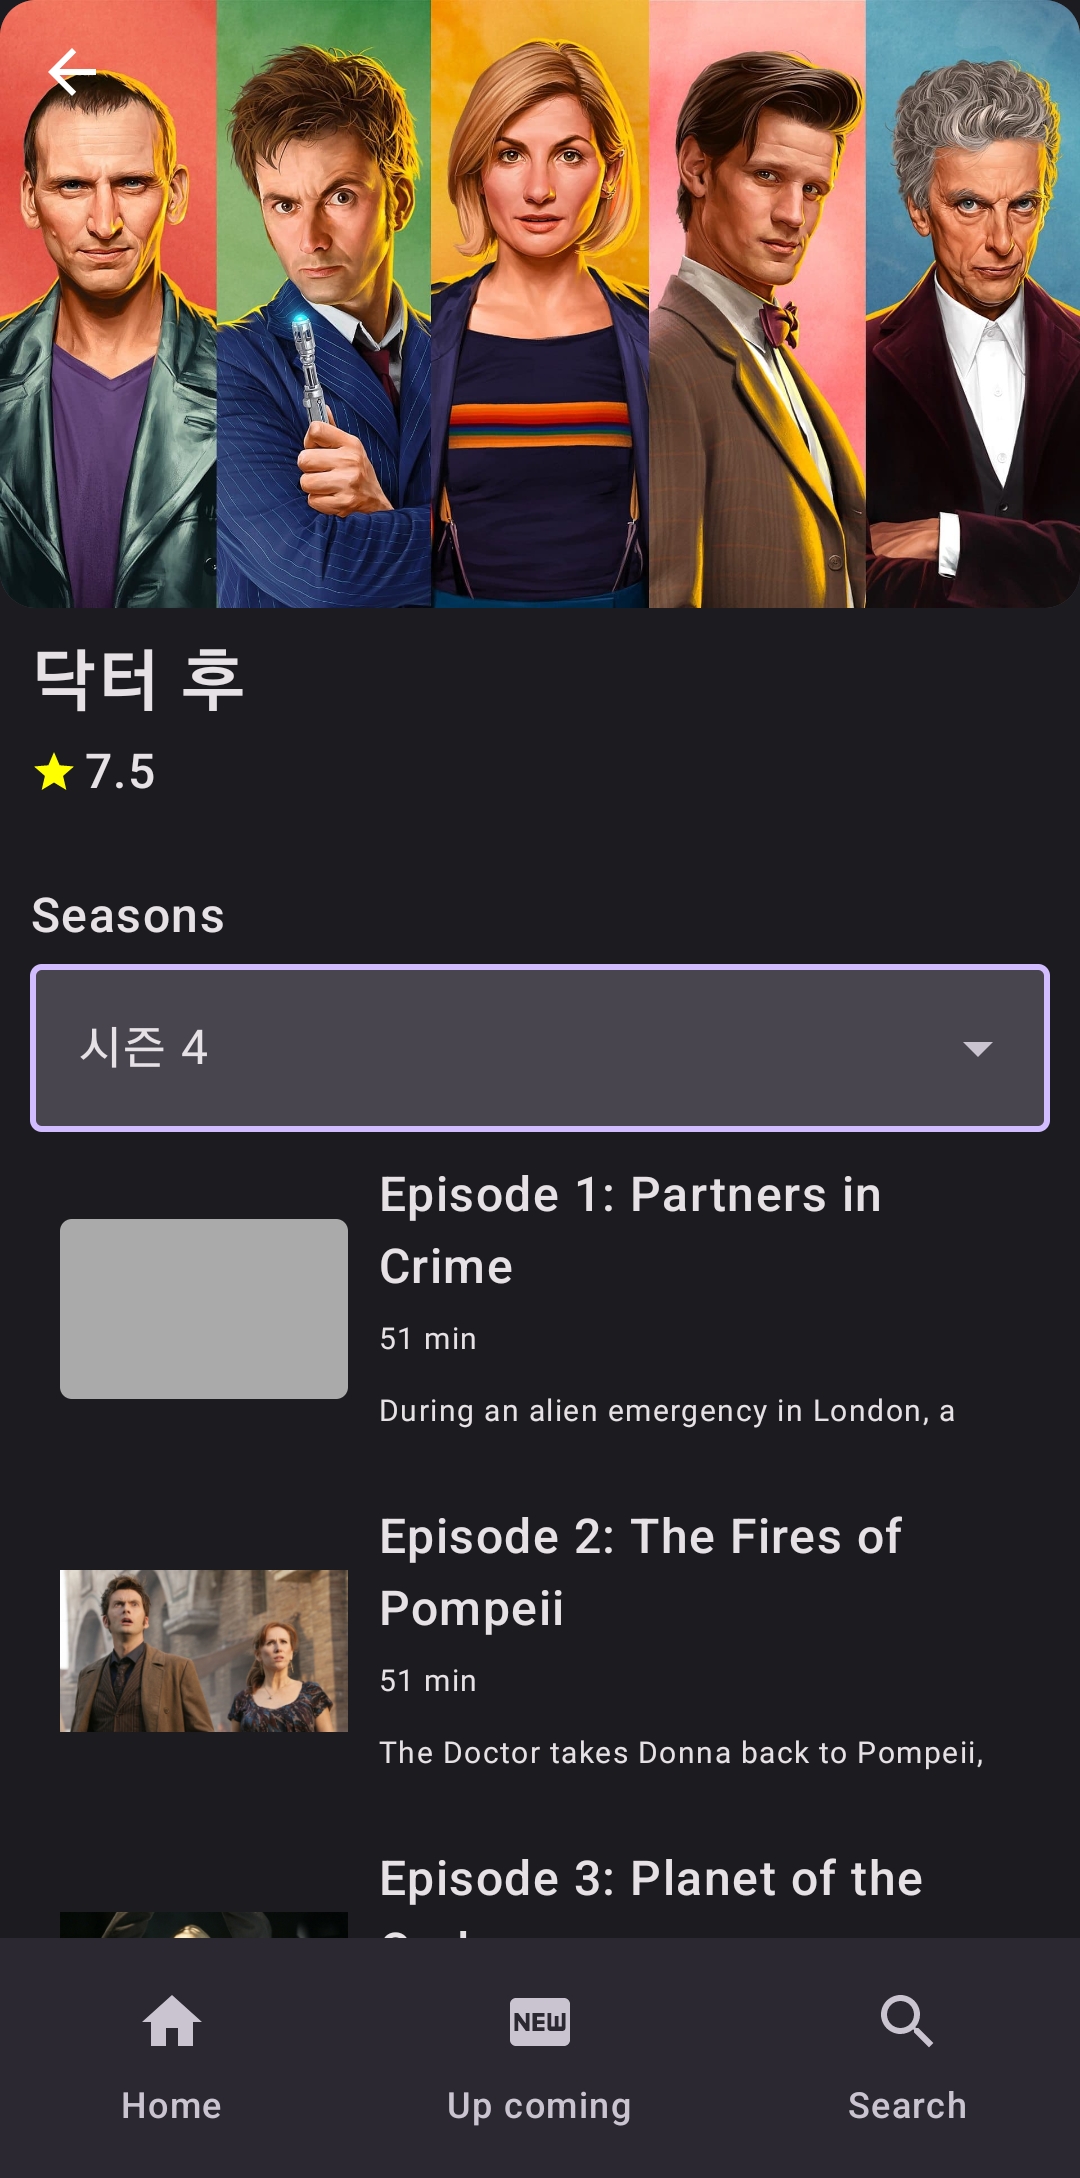 닥터 후
7.5
Seasons
시즌 4
Episode 1: Partners in
Crime
51 min
During an alien emergency in London, a
Episode 2: The Fires of
Pompeii
51 min
The Doctor takes Donna back to Pompeii,
Episode 3: Planet of the
NEW
Home
Up coming
Search